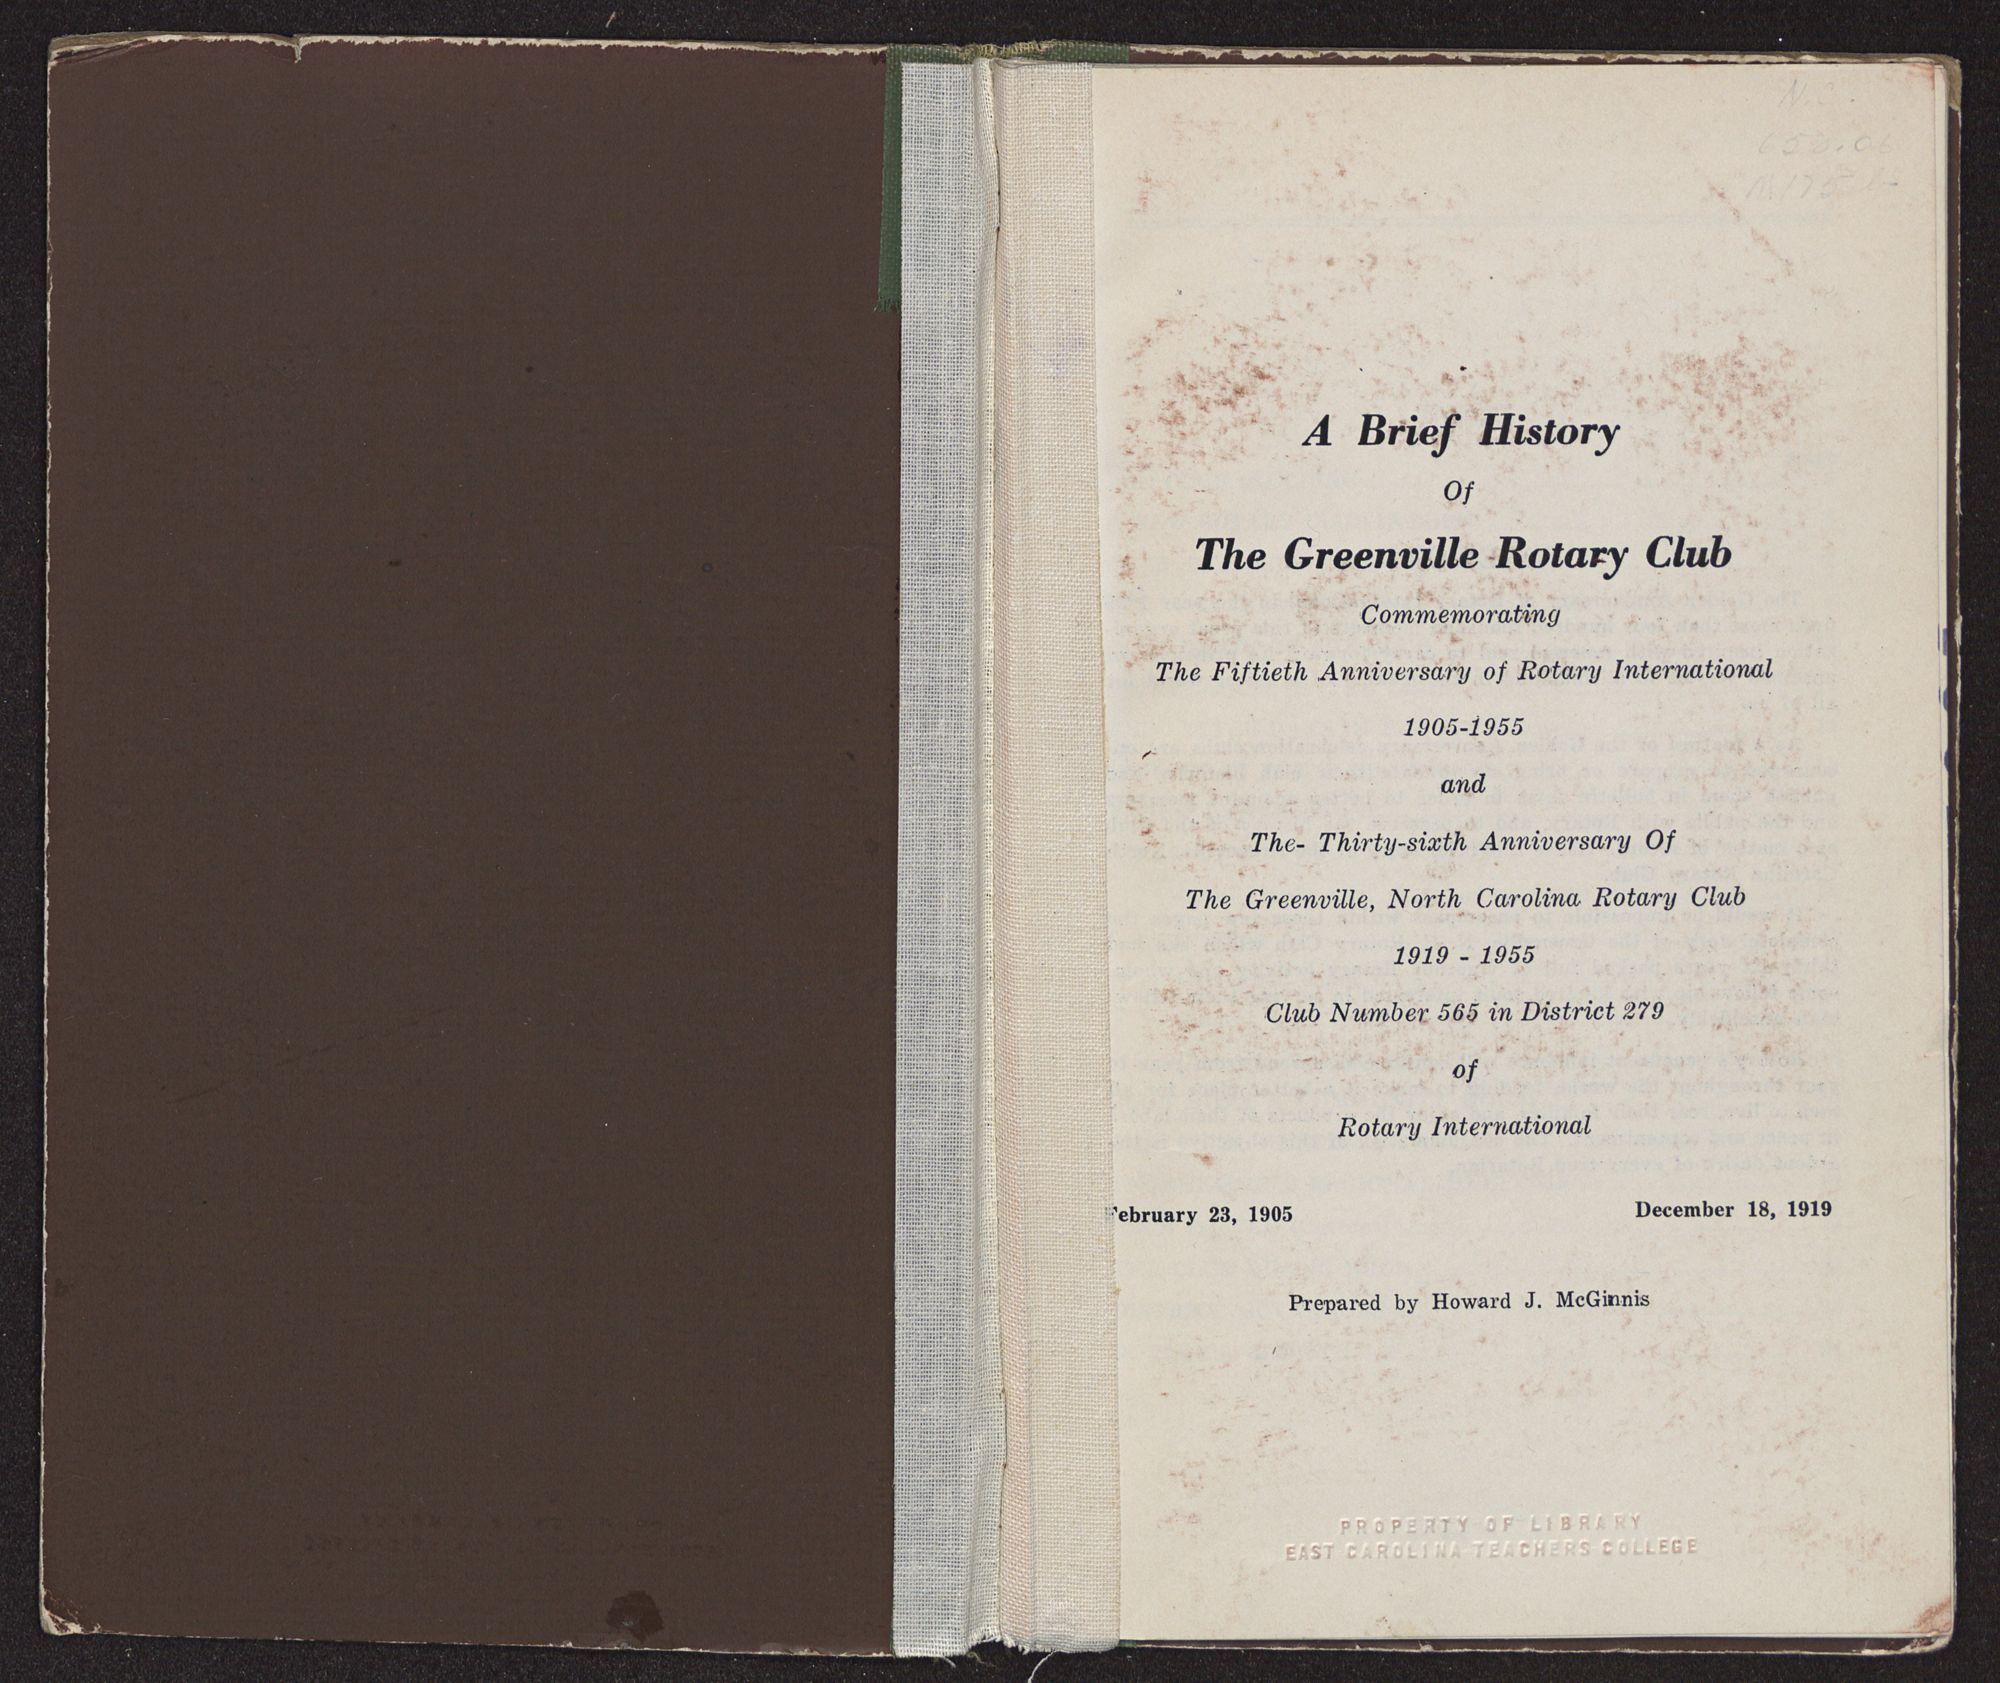 N.C.
A Brief History
Of
The Greenville Rotary Club
Commemorating
The Fiftieth Anniversary of Rotary International
1905-1955
and
The- Thirty-sixth Anniversary Of
The Greenville, North Carolina Rotary Club
1919 - 1955
Club Number 565 in District 279
of
Rotary International
February 23, 1905 December 18, 1919
Prepared by Howard J. McGinnis
PROPERTY OF LIBRARY
EAST CAROLINA TEACHERS COLLEGE